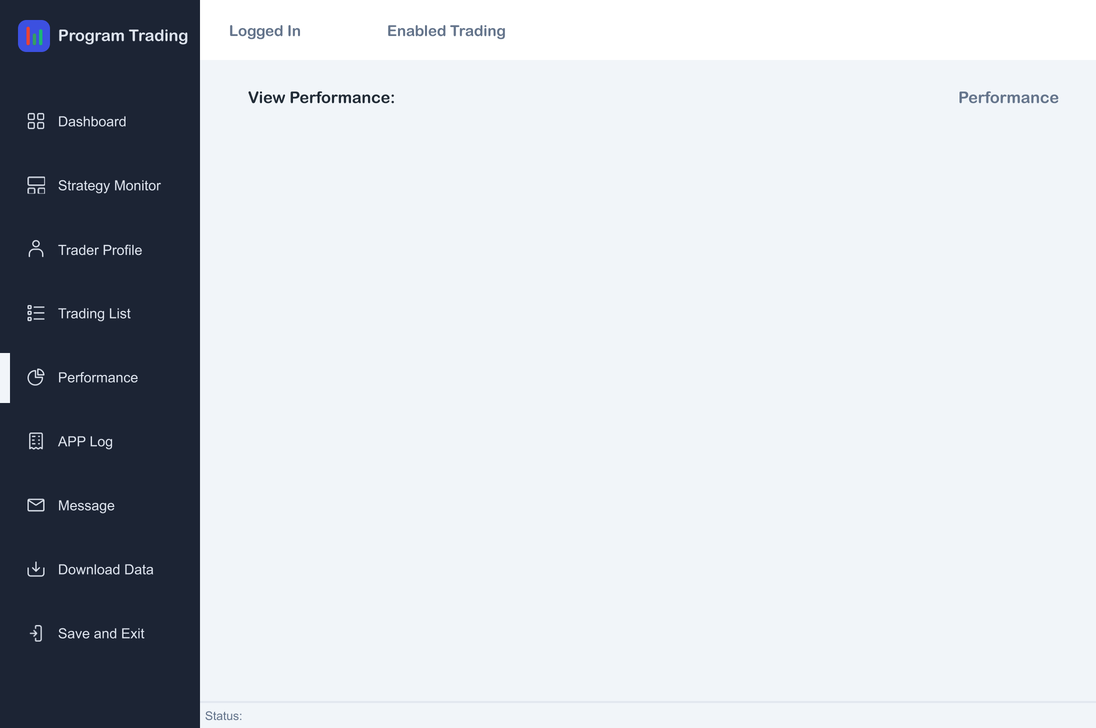 Program Trading
Logged In
Enabled Trading
View Performance:
Performance
Dashboard
Strategy Monitor
Trader Profile
Trading List
Performance
APP Log
Message
Download Data
Save and Exit
Status: